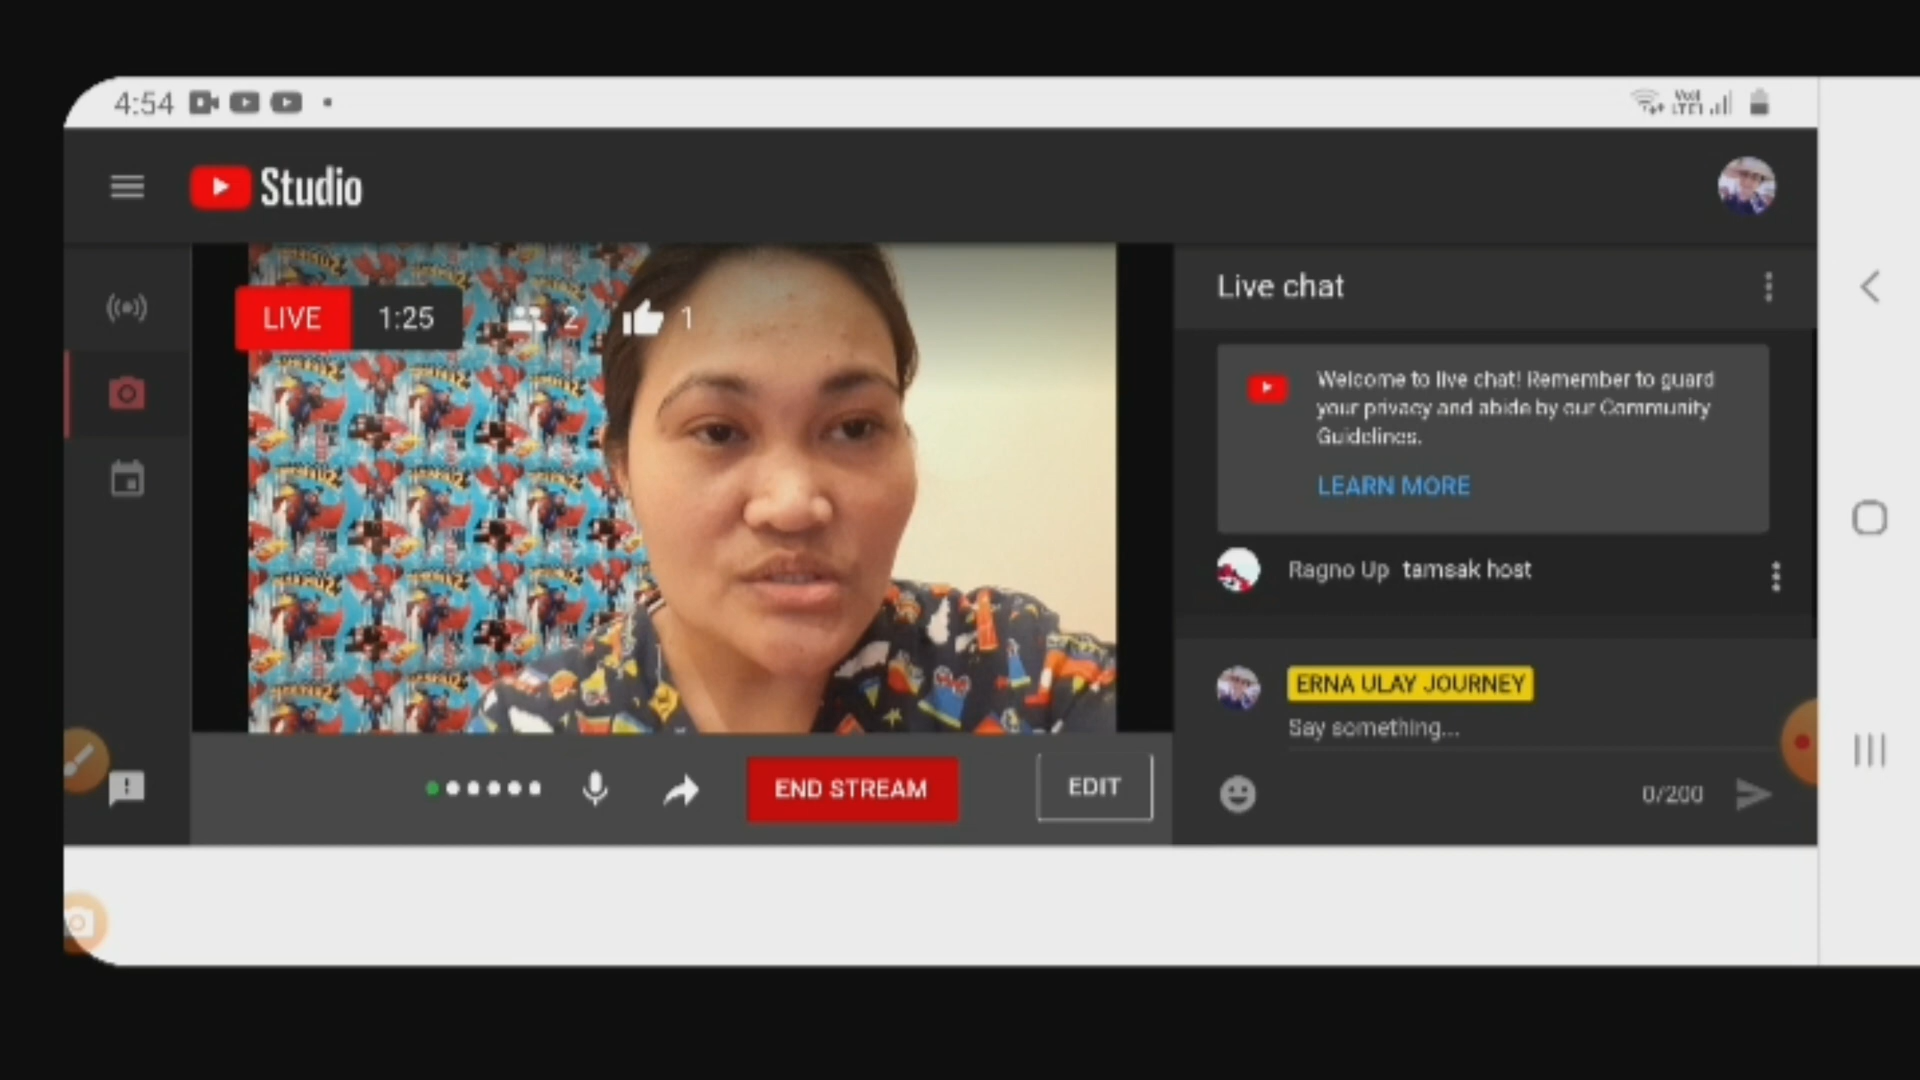 4:54
Studio
LIVE 1:25 2 1
Live chat
Welcome to live chat! Remember to guard
your privacy and abide by our Community
Guidelines.
LEARN MORE
Ragno Up tamsak host
ERNA ULAY JOURNEY
Say something...
0/200
END STREAM
EDIT